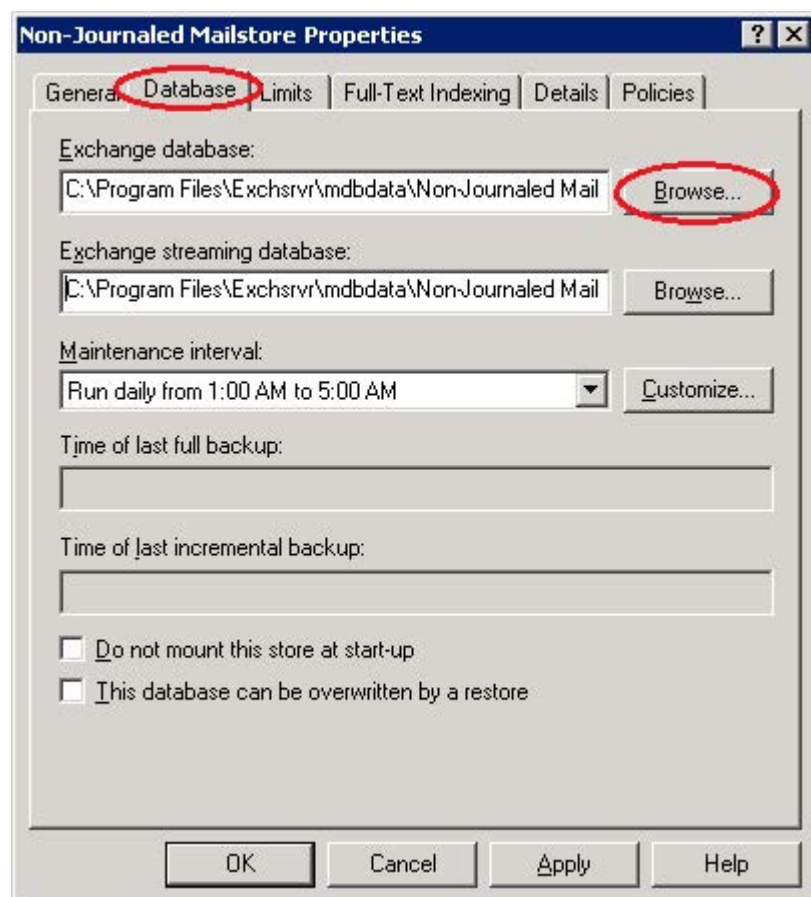 Non-Journaled Mailstore Properties
General Database Limits Full-Text Indexing Details Policies
Exchange database:
C:\Program Files\Exchsrvr\mdbdata\Non-Journaled Mail Browse...
Exchange streaming database:
C:\Program Files\Exchsrvr\mdbdata\Non-Journaled Mail Browse...
Maintenance interval:
Run daily from 1:00 AM to 5:00 AM Customize...
Time of last full backup:
Time of last incremental backup:
Do not mount this store at start-up
This database can be overwritten by a restore
OK Cancel Apply Help